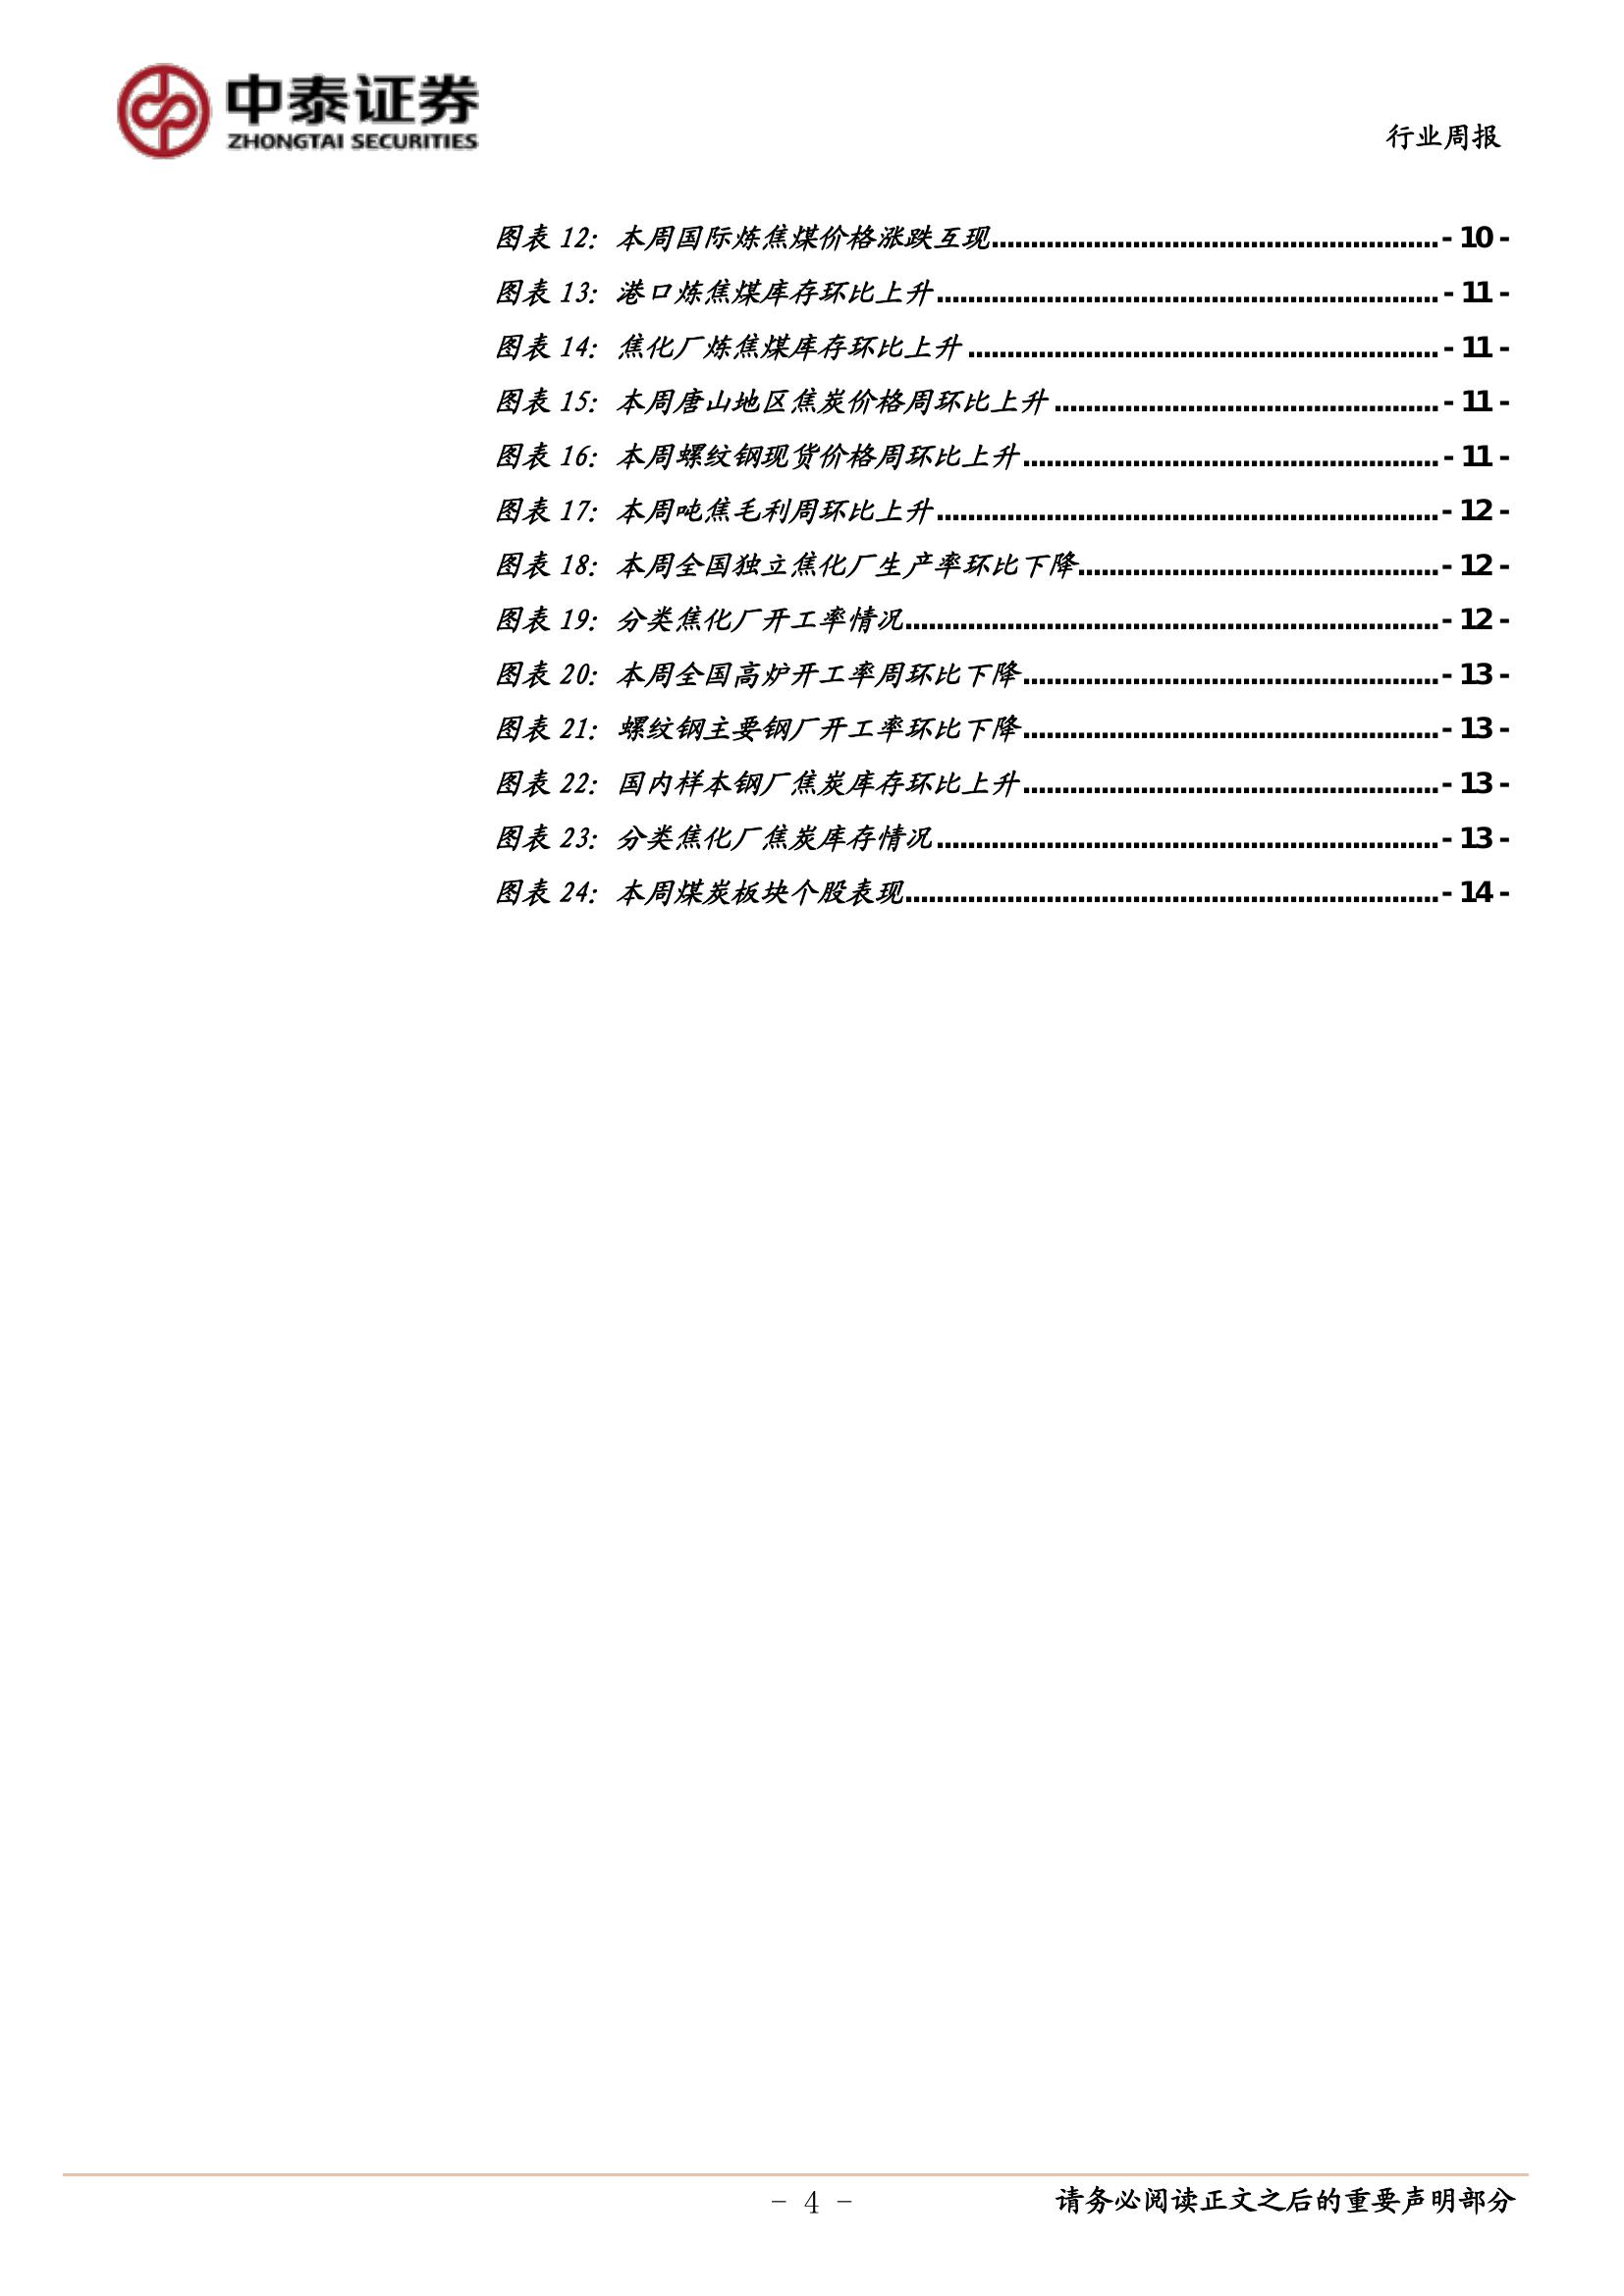 中泰证券
ZHONGTAI SECURITIES
行业周报
图表 12：本周国际炼焦煤价格涨跌互现......................................................... - 10 -
图表 13：港口炼焦煤库存环比上升................................................................ - 11 -
图表 14：焦化厂炼焦煤库存环比上升............................................................ - 11 -
图表 15：本周唐山地区焦炭价格周环比上升................................................. - 11 -
图表 16：本周螺纹钢现货价格周环比上升..................................................... - 11 -
图表 17：本周吨焦毛利周环比上升................................................................ - 12 -
图表 18：本周全国独立焦化厂生产率环比下降.............................................. - 12 -
图表 19：分类焦化厂开工率情况.................................................................... - 12 -
图表 20：本周全国高炉开工率周环比下降..................................................... - 13 -
图表 21：螺纹钢主要钢厂开工率环比下降..................................................... - 13 -
图表 22：国内样本钢厂焦炭库存环比上升..................................................... - 13 -
图表 23：分类焦化厂焦炭库存情况................................................................ - 13 -
图表 24：本周煤炭板块个股表现.................................................................... - 14 -
- 4 -
请务必阅读正文之后的重要声明部分